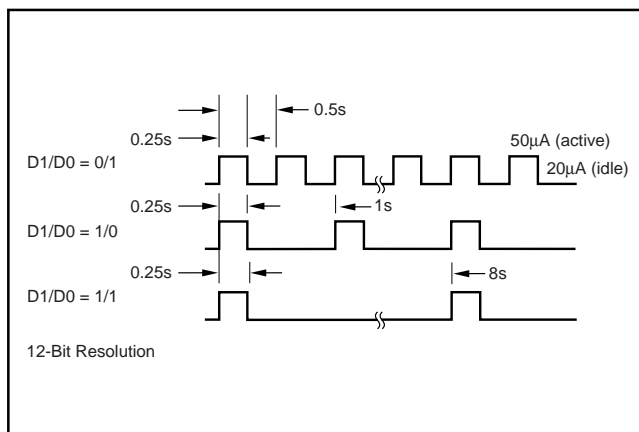 0.5s
0.25s
50μA (active)
D1/D0 = 0/1
20μA (idle)
0.25s
1s
D1/D0 = 1/0
0.25s
8s
D1/D0 = 1/1
12-Bit Resolution